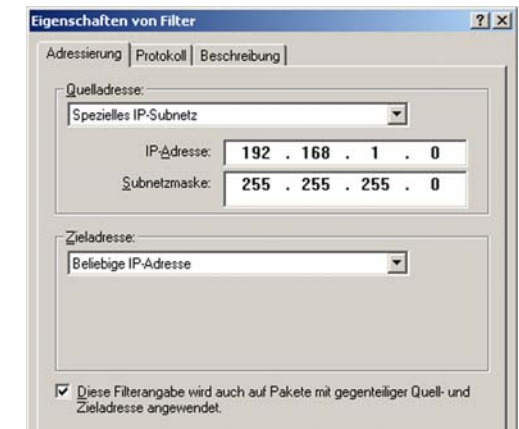 Eigenschaften von Filter
Adressierung Protokoll Beschreibung
Quelladresse:
Spezielles IP-Subnetz
IP-Adresse: 192 . 168 . 1 . 0
Subnetzmaske: 255 . 255 . 255 . 0
Zieladresse:
Beliebige IP-Adresse
Diese Filterangabe wird auch auf Pakete mit gegenteiliger Quell- und
Zieladresse angewendet.